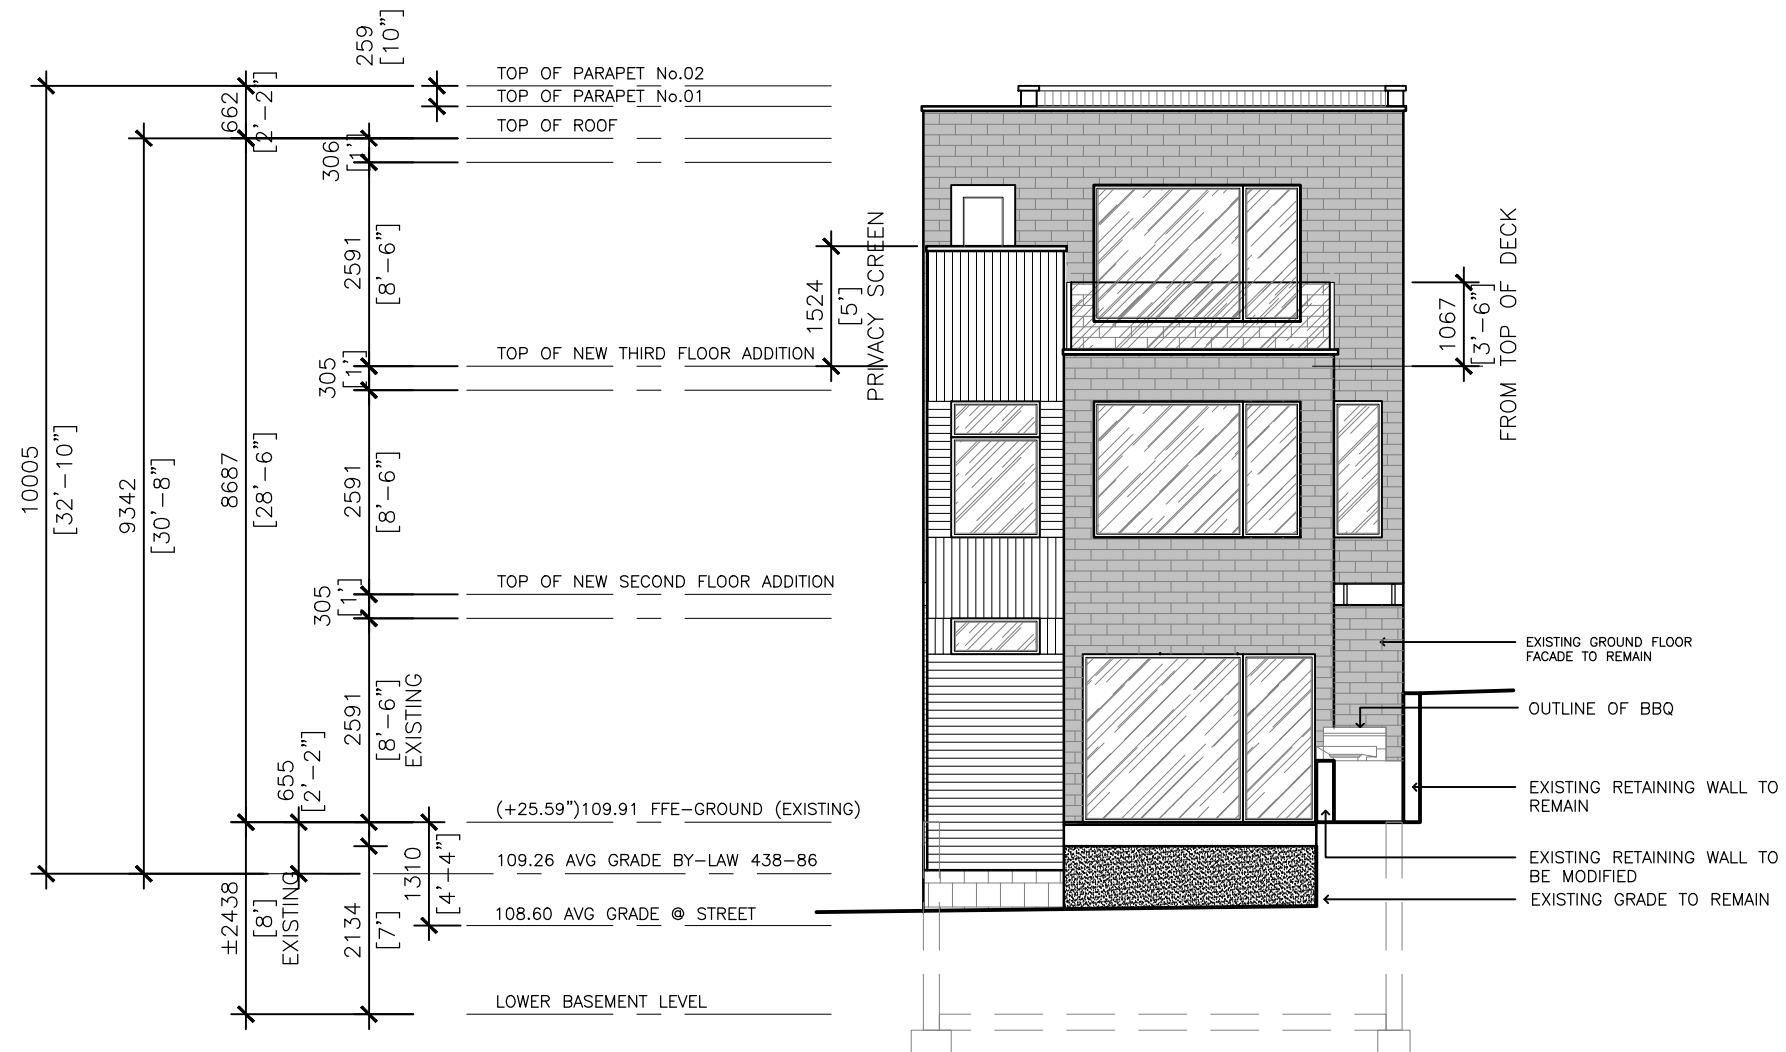 259
[10"]
TOP OF PARAPET No.02
TOP OF PARAPET No.01
662
[2'-2"]
TOP OF ROOF
306
[1']
2591
[8'-6"]
1524
[5']
PRIVACY SCREEN
1067
[3'-6"]
FROM TOP OF DECK
TOP OF NEW THIRD FLOOR ADDITION
305
[1']
10005
[32'-10"]
9342
[30'-8"]
8687
[28'-6"]
2591
[8'-6"]
TOP OF NEW SECOND FLOOR ADDITION
305
[1']
2591
[8'-6"]
EXISTING
EXISTING GROUND FLOOR
FACADE TO REMAIN
OUTLINE OF BBQ
655
[2'-2"]
EXISTING RETAINING WALL TO
REMAIN
(+25.59")109.91 FFE-GROUND (EXISTING)
109.26 AVG GRADE BY-LAW 438-86
1310
[4'-4"]
EXISTING RETAINING WALL TO
BE MODIFIED
EXISTING GRADE TO REMAIN
108.60 AVG GRADE @ STREET
±2438
[8']
EXISTING
2134
[7']
LOWER BASEMENT LEVEL